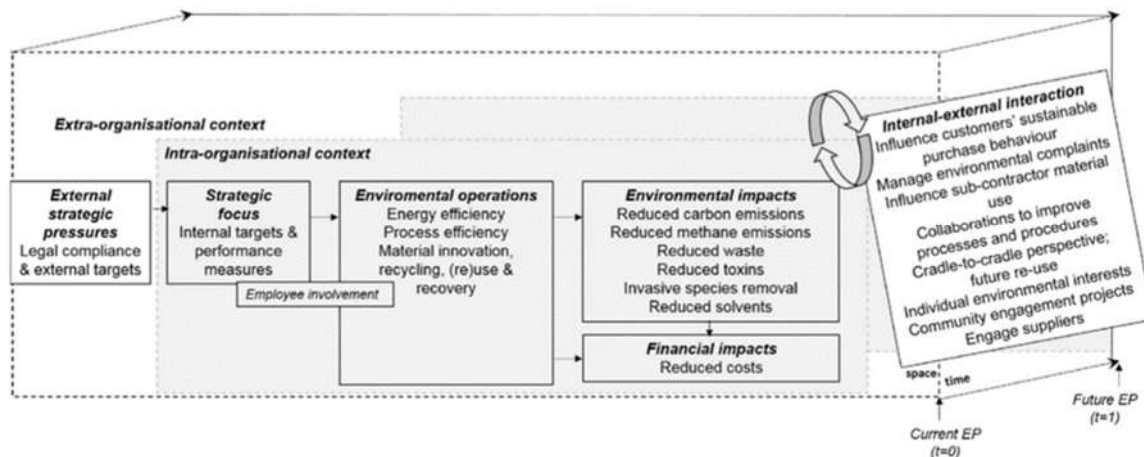 Extra-organisational context
Intra-organisational context
External
strategic
pressures
Legal compliance
& external targets
Strategic
focus
Internal targets &
performance
measures
Employee involvement
Enviromental operations
Energy efficiency
Process efficiency
Material innovation,
recycling, (re)use &
recovery
Environmental impacts
Reduced carbon emissions
Reduced methane emissions
Reduced waste
Reduced toxins
Invasive species removal
Reduced solvents
Financial impacts
Reduced costs
Internal-external interaction
Influence customers' sustainable
purchase behaviour
Manage environmental complaints
Influence sub-contractor material
use
Collaborations to improve
processes and procedures
Cradle-to-cradle perspective;
future re-use
Individual environmental interests
Community engagement projects
Engage suppliers
space
time
Current EP
(t=0)
Future EP
(t=1)